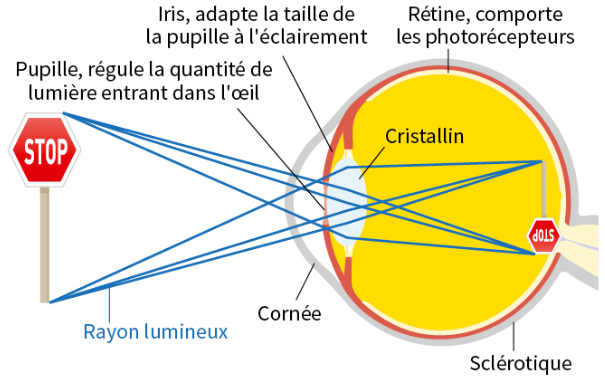 Iris, adapte la taille de
la pupille à l'éclairement
Rétine, comporte
les photorécepteurs
Pupille, régule la quantité de
lumière entrant dans l'œil
STOP
Cristallin
STOP
Cornée
Rayon lumineux
Sclérotique